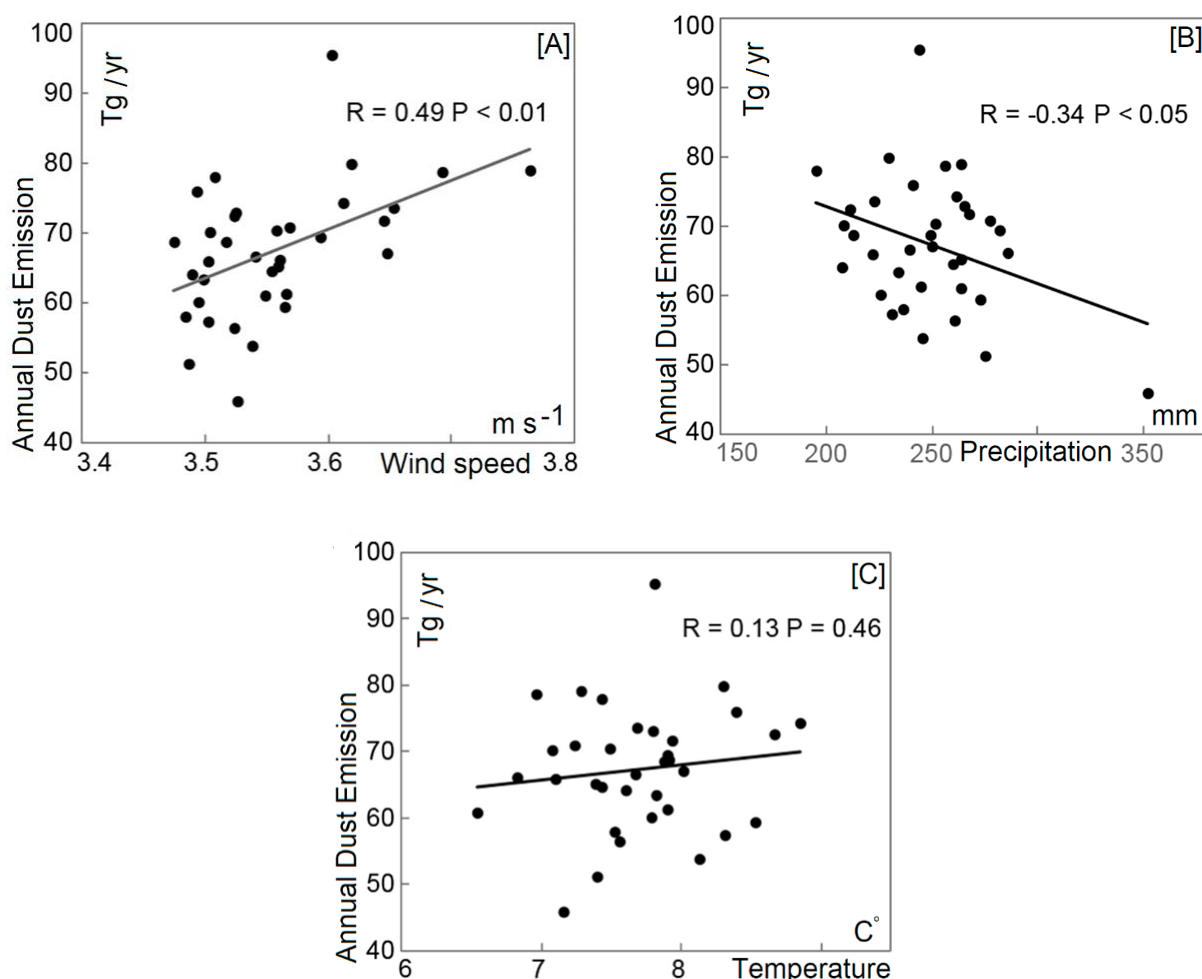 [A]
Tg / yr
R = 0.49 P < 0.01
Annual Dust Emission
100
90
80
70
60
50
40
m s-1
3.4 3.5 3.6 Wind speed 3.8
[B]
Tg / yr
R = -0.34 P < 0.05
Annual Dust Emission
100
90
80
70
60
50
40
mm
150 200 250 Precipitation 350
[C]
Tg / yr
R = 0.13 P = 0.46
Annual Dust Emission
100
90
80
70
60
50
40
C°
6 7 8 Temperature